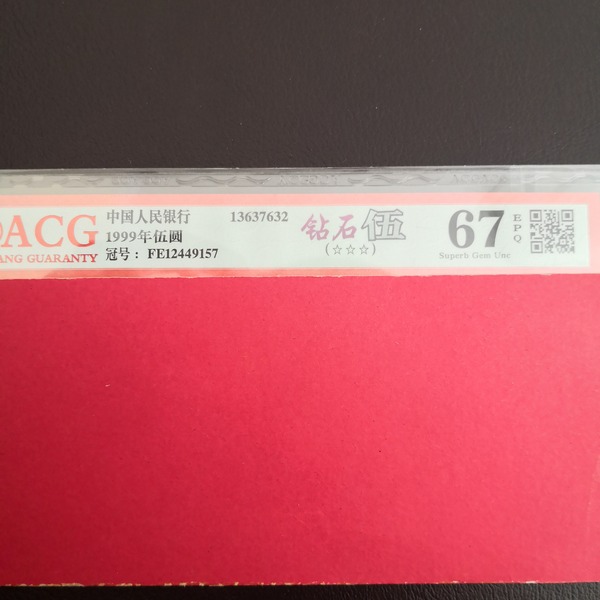 ACG
ANG GUARANTY
中国人民银行
1999年伍圆
冠号： FE12449157
13637632
钻石伍
(☆☆☆)
67
EPQ
Superb Gem Unc